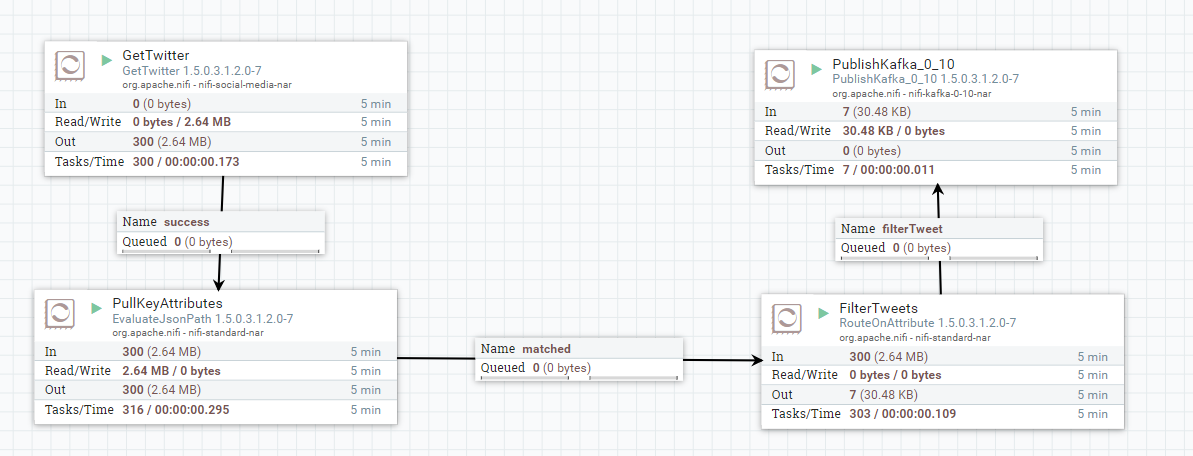 GetTwitter
GetTwitter 1.5.0.3.1.2.0-7
org.apache.nifi - nifi-social-media-nar
In 0 (0 bytes) 5 min
Read/Write 0 bytes / 2.64 MB 5 min
Out 300 (2.64 MB) 5 min
Tasks/Time 300 / 00:00:00.173 5 min
Name success
Queued 0 (0 bytes)
PullKeyAttributes
EvaluateJsonPath 1.5.0.3.1.2.0-7
org.apache.nifi - nifi-standard-nar
In 300 (2.64 MB) 5 min
Read/Write 2.64 MB / 0 bytes 5 min
Out 300 (2.64 MB) 5 min
Tasks/Time 316 / 00:00:00.295 5 min
Name matched
Queued 0 (0 bytes)
FilterTweets
RouteOnAttribute 1.5.0.3.1.2.0-7
org.apache.nifi - nifi-standard-nar
In 300 (2.64 MB) 5 min
Read/Write 0 bytes / 0 bytes 5 min
Out 7 (30.48 KB) 5 min
Tasks/Time 303 / 00:00:00.109 5 min
Name filterTweet
Queued 0 (0 bytes)
PublishKafka_0_10
PublishKafka_0_10 1.5.0.3.1.2.0-7
org.apache.nifi - nifi-kafka-0-10-nar
In 7 (30.48 KB) 5 min
Read/Write 30.48 KB / 0 bytes 5 min
Out 0 (0 bytes) 5 min
Tasks/Time 7 / 00:00:00.011 5 min